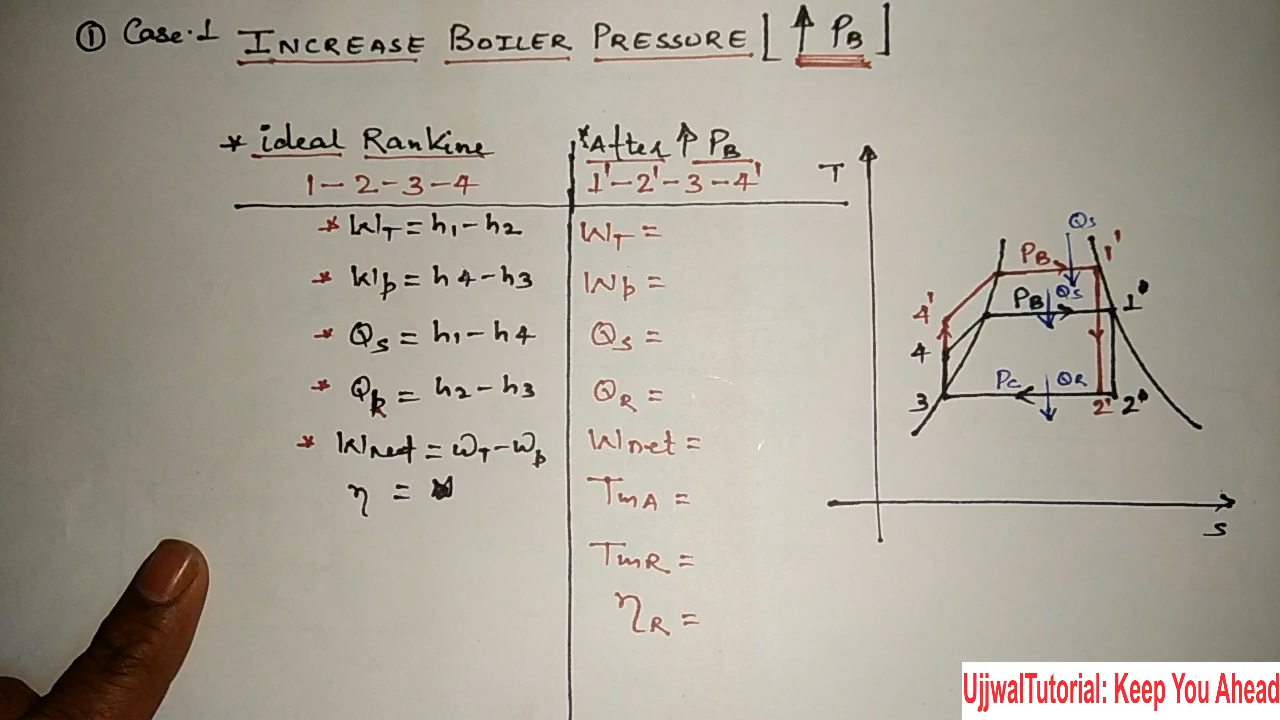 ① Case·1 INCREASE BOILER PRESSURE [↑ PB]
* ideal Rankine
1-2-3-4
* WT = h1-h2
* Wp = h4-h3
* Qs = h1-h4
* QR = h2-h3
* Wnet = WT-Wp
η =
*After ↑ PB
1'-2'-3-4'
WT =
Wp =
Qs =
QR =
Wnet =
TmA =
TmR =
ηR =
T
Qs
PB 1'
PB Qs 1
4'
4
3 Pc QR 2' 2
S
UjjwalTutorial: Keep You Ahead